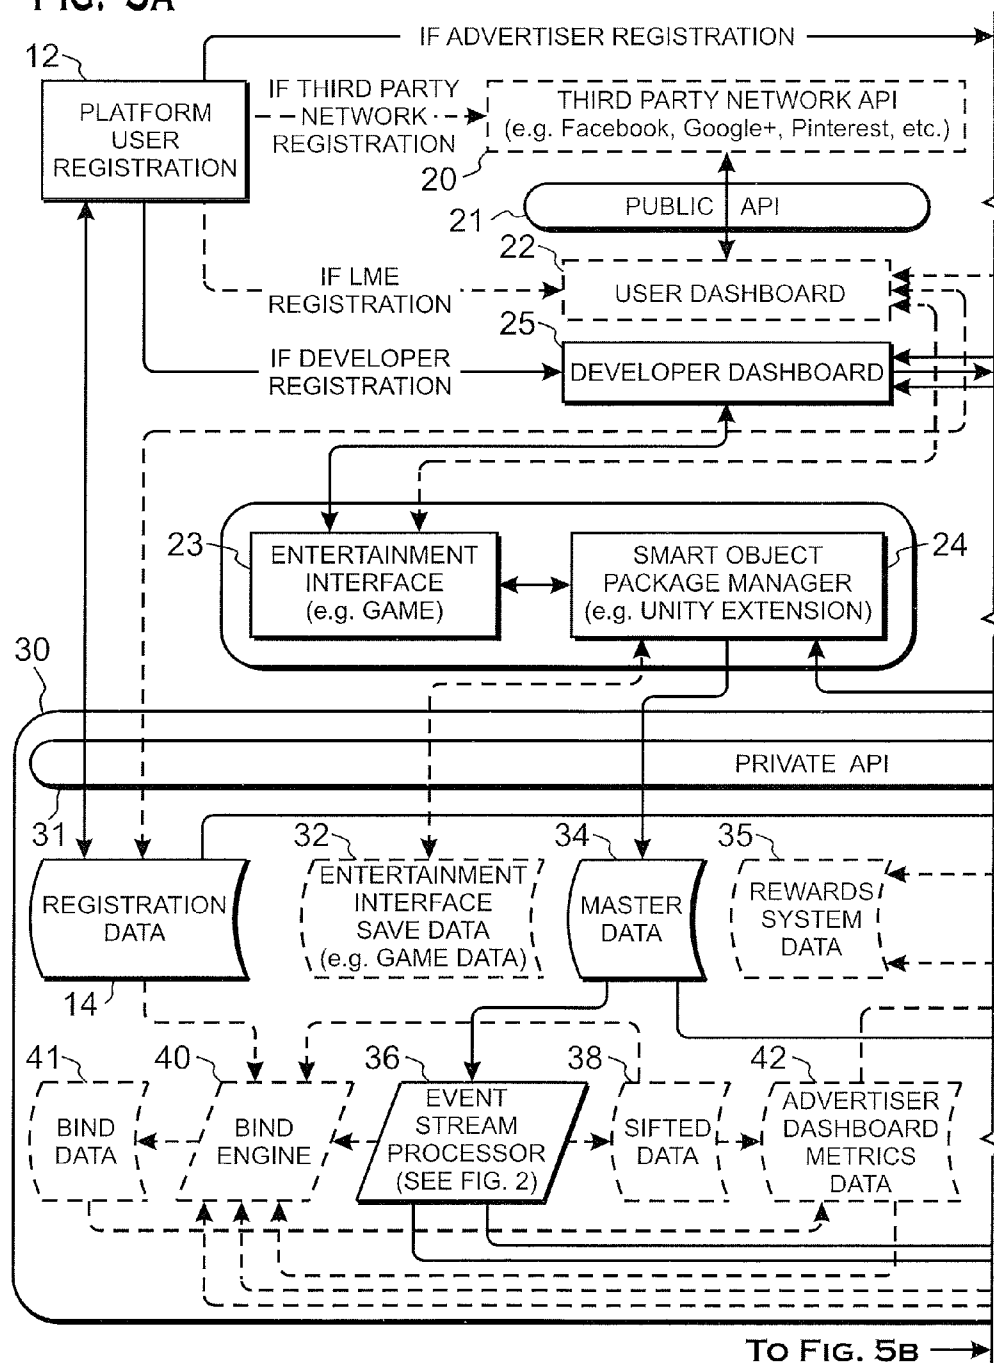 FIG. 5A
IF ADVERTISER REGISTRATION
12
PLATFORM
USER
REGISTRATION
IF THIRD PARTY
NETWORK
REGISTRATION
THIRD PARTY NETWORK API
(e.g. Facebook, Google+, Pinterest, etc.)
20
21
PUBLIC API
22
IF LME
REGISTRATION
USER DASHBOARD
25
IF DEVELOPER
REGISTRATION
DEVELOPER DASHBOARD
23
ENTERTAINMENT
INTERFACE
(e.g. GAME)
SMART OBJECT
PACKAGE MANAGER
(e.g. UNITY EXTENSION)
24
30
PRIVATE API
31
32
34
35
REGISTRATION
DATA
ENTERTAINMENT
INTERFACE
SAVE DATA
(e.g. GAME DATA)
MASTER
DATA
REWARDS
SYSTEM
DATA
14
41
40
36
38
42
BIND
DATA
BIND
ENGINE
EVENT
STREAM
PROCESSOR
(SEE FIG. 2)
SIFTED
DATA
ADVERTISER
DASHBOARD
METRICS
DATA
TO FIG. 5B